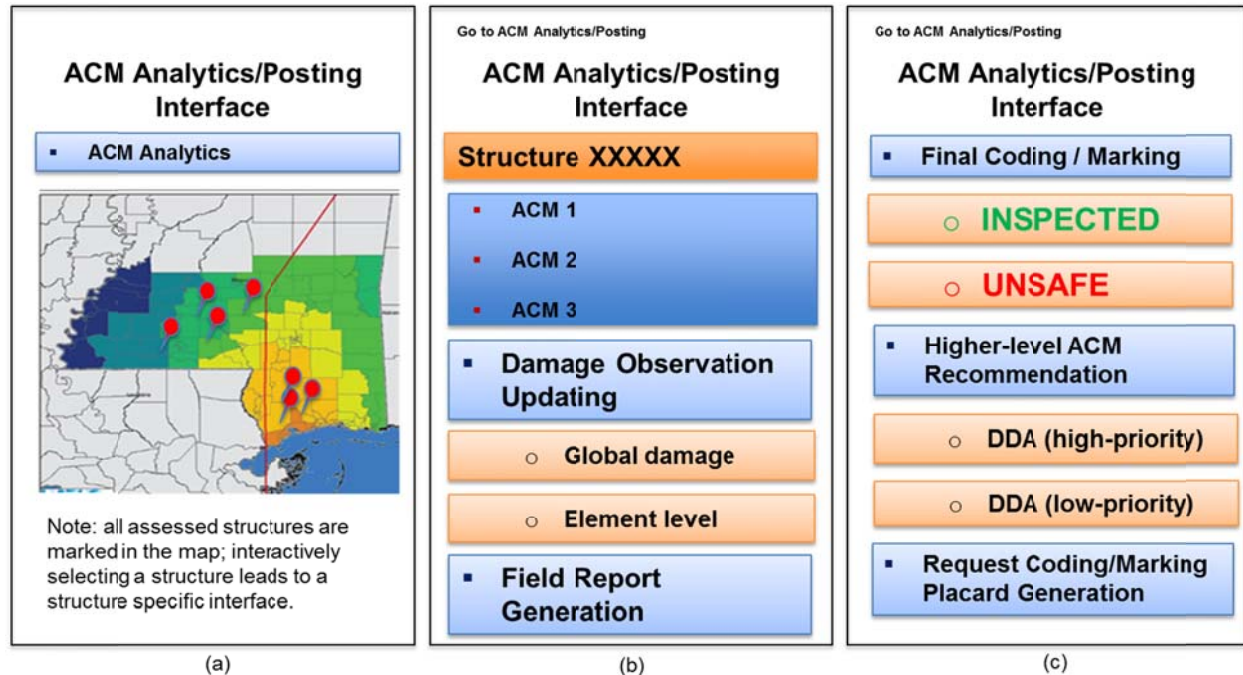 ACM Analytics/Posting
Interface
▪ ACM Analytics
Note: all assessed structures are
marked in the map; interactively
selecting a structure leads to a
structure specific interface.
(a)
Go to ACM Analytics/Posting
ACM Analytics/Posting
Interface
Structure XXXXX
▪ ACM 1
▪ ACM 2
▪ ACM 3
▪ Damage Observation
Updating
o Global damage
o Element level
▪ Field Report
Generation
(b)
Go to ACM Analytics/Posting
ACM Analytics/Posting
Interface
▪ Final Coding / Marking
o INSPECTED
o UNSAFE
▪ Higher-level ACM
Recommendation
o DDA (high-priority)
o DDA (low-priority)
▪ Request Coding/Marking
Placard Generation
(c)